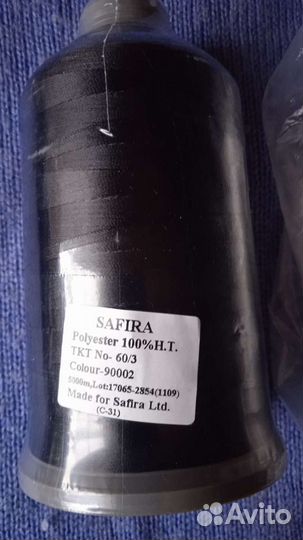 SAFIRA
Polyester 100%H.T.
TKT No- 60/3
Colour-90002
5000m,Lot:17065-2854(1109)
Made for Safira Ltd.
(C-31)
Avito